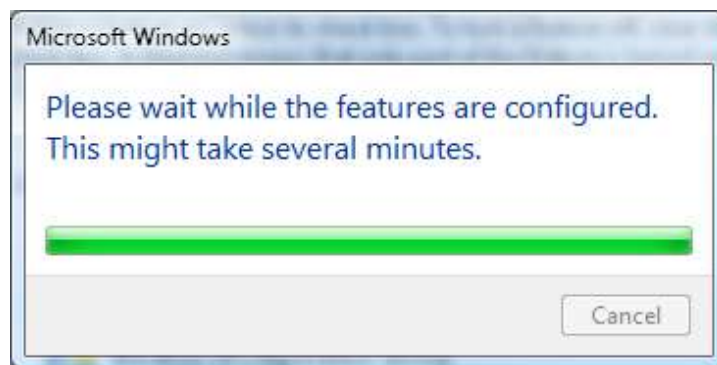 Microsoft Windows
Please wait while the features are configured.
This might take several minutes.
Cancel